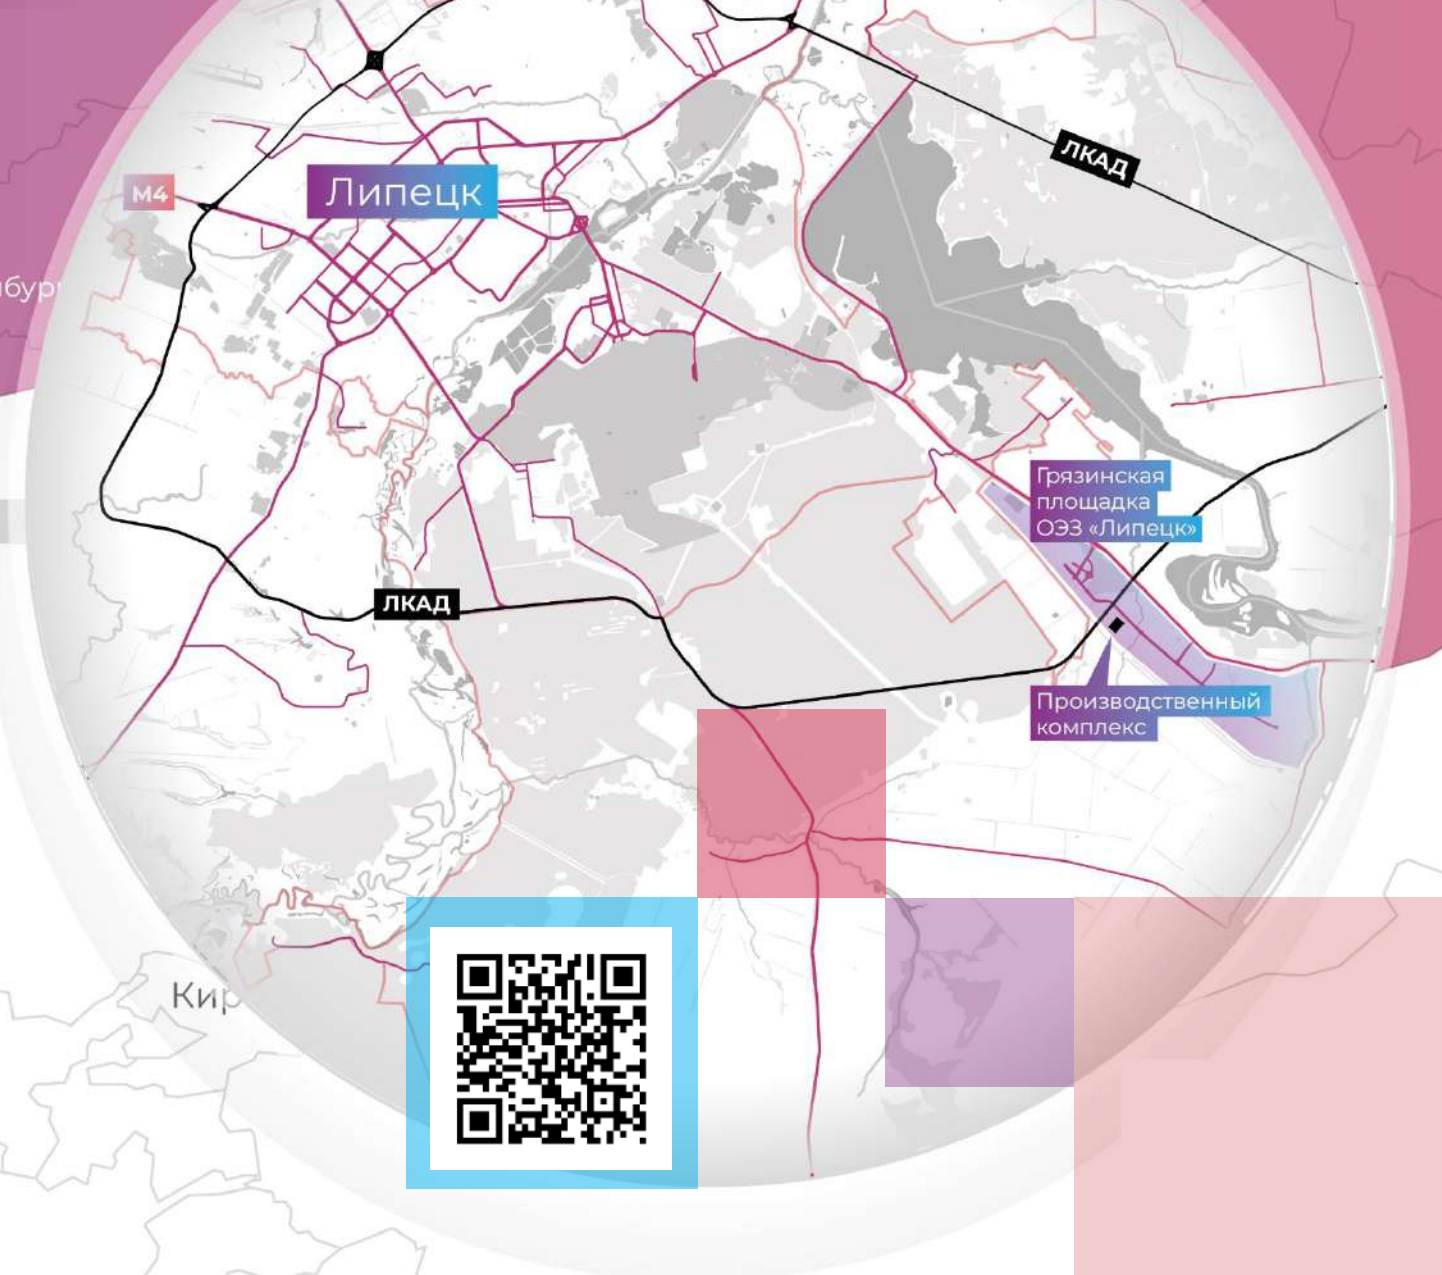 ЛКАД
М4
Липецк
Грязинская
площадка
ОЭЗ «Липецк»
ЛКАД
Производственный
комплекс